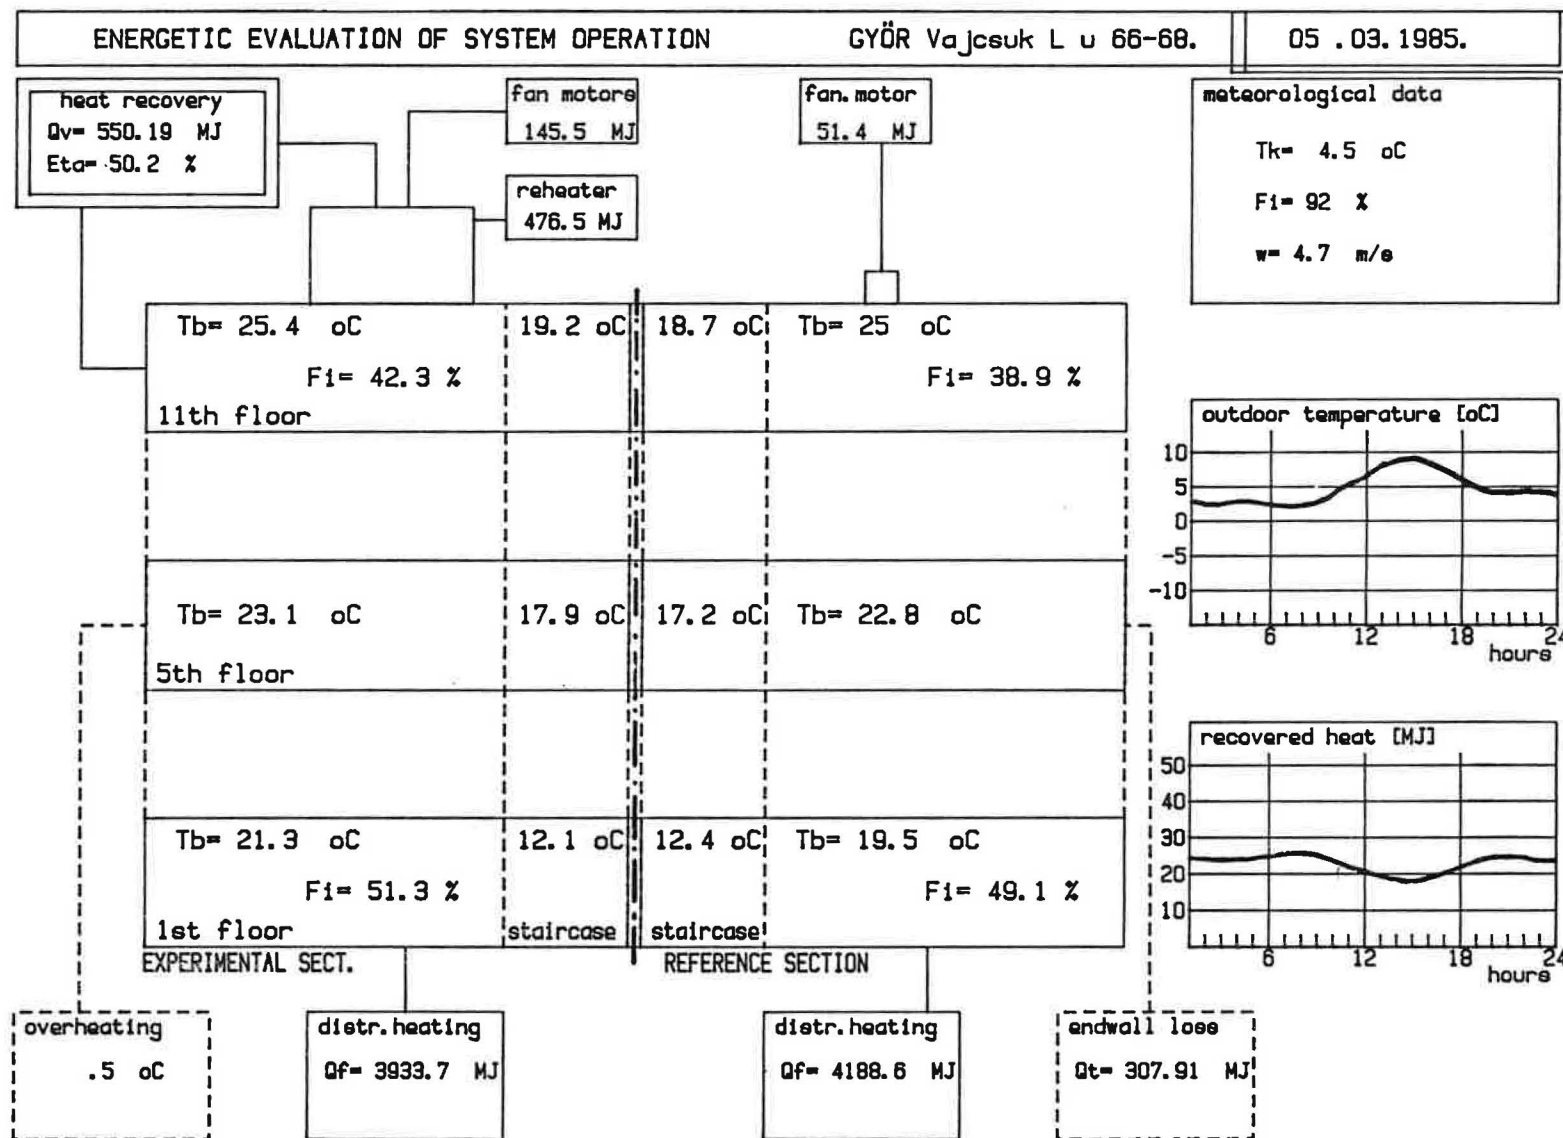 ENERGETIC EVALUATION OF SYSTEM OPERATION GYÖR Vajcsuk L u 66-68. 05 .03.1985.
heat recovery
Qv= 550.19 MJ
Eta= 50.2 %
fan motors
145.5 MJ
reheater
476.5 MJ
fan.motor
51.4 MJ
meteorological data
Tk= 4.5 oC
Fi= 92 %
w= 4.7 m/s
Tb= 25.4 oC 19.2 oC 18.7 oC Tb= 25 oC
Fi= 42.3 % Fi= 38.9 %
11th floor
Tb= 23.1 oC 17.9 oC 17.2 oC Tb= 22.8 oC
5th floor
Tb= 21.3 oC 12.1 oC 12.4 oC Tb= 19.5 oC
Fi= 51.3 % Fi= 49.1 %
1st floor staircase staircase
EXPERIMENTAL SECT. REFERENCE SECTION
outdoor temperature [oC]
10
5
0
-5
-10
6 12 18 24
hours
recovered heat [MJ]
50
40
30
20
10
6 12 18 24
hours
overheating
.5 oC
distr.heating
Qf= 3933.7 MJ
distr.heating
Qf= 4188.6 MJ
endwall loss
Qt= 307.91 MJ